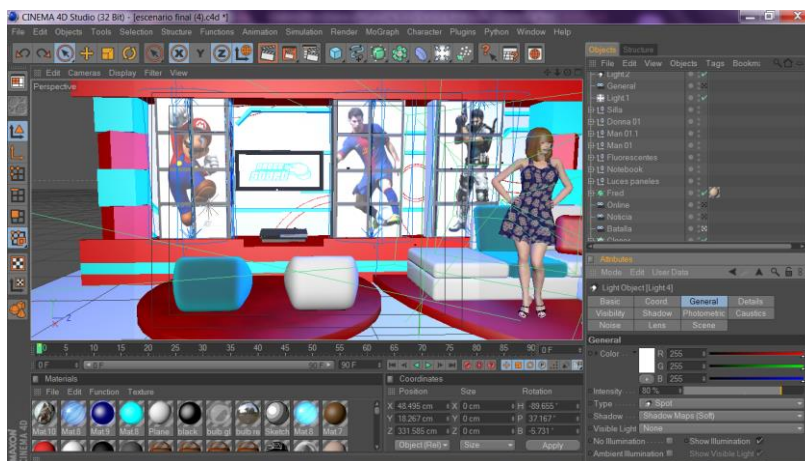 CINEMA 4D Studio (32 Bit) - [escenario final [4].c4d *]
File Edit Objects Tools Selection Structure Functions Animation Simulation Render MoGraph Character Plugins Python Window Help
Edit Cameras Display Filter View
Perspective
Objects Structure
File Edit View Objects Tags Bookm
Light2
General
Light1
Silla
Donna 01
Man 01.1
Man 01
Fluorescentes
Notebook
Luces paneles
Fred
Online
Noticia
Batalla
Attributes
Mode Edit User Data
Light Object [Light 4]
Basic Coord. General Details
Visibility Shadow Photometric Caustics
Noise Lens Scene
General
Color R 255
G 255
B 255
Intensity 80 %
Type Spot
Shadow Shadow Maps (Soft)
Visible Light None
No Illumination Show Illumination
Ambient Illumination Show Visible Light
0 5 10 15 20 25 30 35 40 45 50 55 60 65 70 75 80 85 90 0 F
0 F 0 F 90 F 90 F
Materials
File Edit Function Texture
Mat.10 Mat.8 Mat.9 Mat.8 Plane black bulb gl bulb re Sketch Mat.8 Mat.7
Coordinates
Position Size Rotation
X 48.495 cm X 0 cm H -89.655 °
Y 18.267 cm Y 0 cm P 37.167 °
Z 331.585 cm Z 0 cm B -5.731 °
Object (Rel) Size Apply
MAXON CINEMA 4D